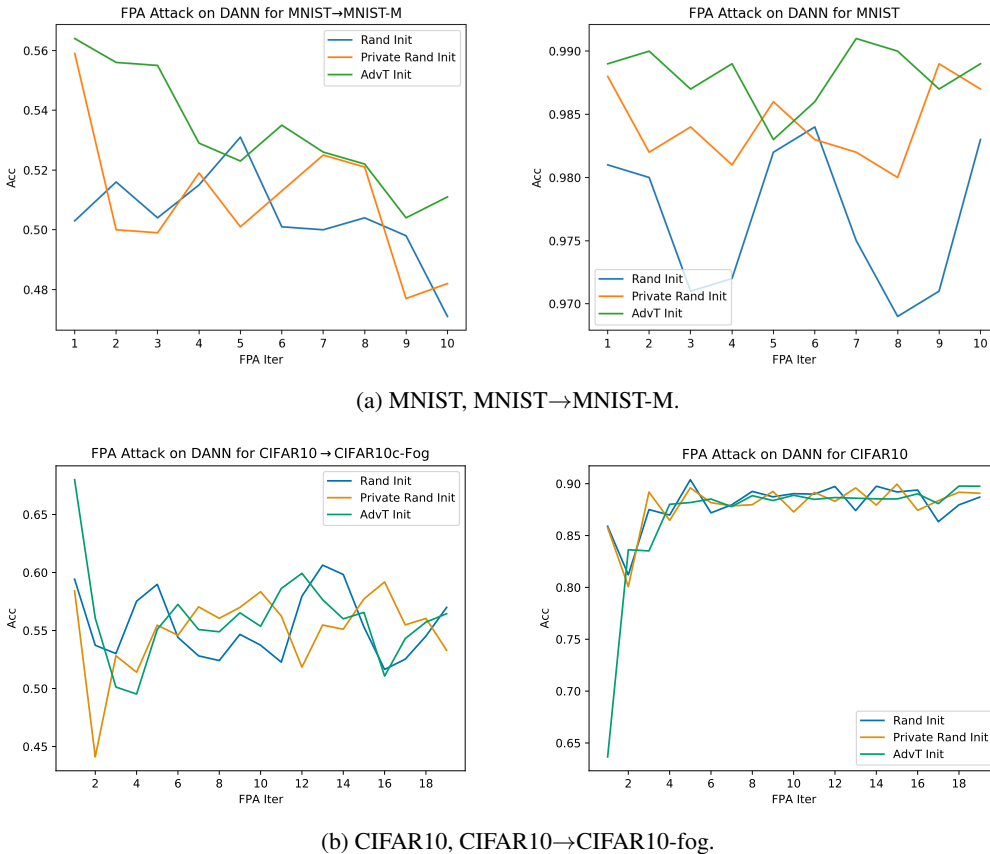 FPA Attack on DANN for MNIST→MNIST-M
Acc
0.56
0.54
0.52
0.50
0.48
Rand Init
Private Rand Init
AdvT Init
1 2 3 4 5 6 7 8 9 10
FPA Iter
FPA Attack on DANN for MNIST
Acc
0.990
0.985
0.980
0.975
0.970
Rand Init
Private Rand Init
AdvT Init
1 2 3 4 5 6 7 8 9 10
FPA Iter
(a) MNIST, MNIST→MNIST-M.
FPA Attack on DANN for CIFAR10→CIFAR10c-Fog
Acc
0.65
0.60
0.55
0.50
0.45
Rand Init
Private Rand Init
AdvT Init
2 4 6 8 10 12 14 16 18
FPA Iter
FPA Attack on DANN for CIFAR10
Acc
0.90
0.85
0.80
0.75
0.70
0.65
Rand Init
Private Rand Init
AdvT Init
2 4 6 8 10 12 14 16 18
FPA Iter
(b) CIFAR10, CIFAR10→CIFAR10-fog.